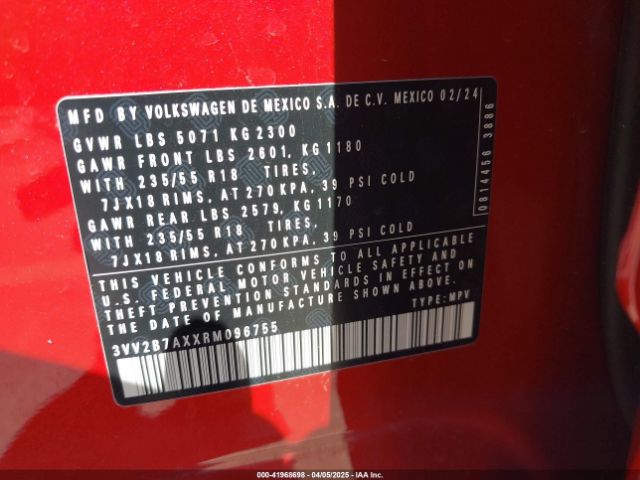 MFD BY VOLKSWAGEN DE MEXICO S.A. DE C.V. MEXICO 02/24
GVWR LBS 5071 KG 2300
GAWR FRONT LBS 2601, KG 1180
WITH 235/55 R18 TIRES,
7JX18 RIMS, AT 270 KPA, 39 PSI COLD
GAWR REAR LBS 2579, KG 1170
WITH 235/55 R18 TIRES,
7JX18 RIMS, AT 270 KPA, 39 PSI COLD
THIS VEHICLE CONFORMS TO ALL APPLICABLE
U.S. FEDERAL MOTOR VEHICLE SAFETY AND
THEFT PREVENTION STANDARDS IN EFFECT ON
THE DATE OF MANUFACTURE SHOWN ABOVE.
3VV2B7AXXRM096755 TYPE: MPV
0814456 3886
000-41968698 - 04/05/2025 - IAA Inc.